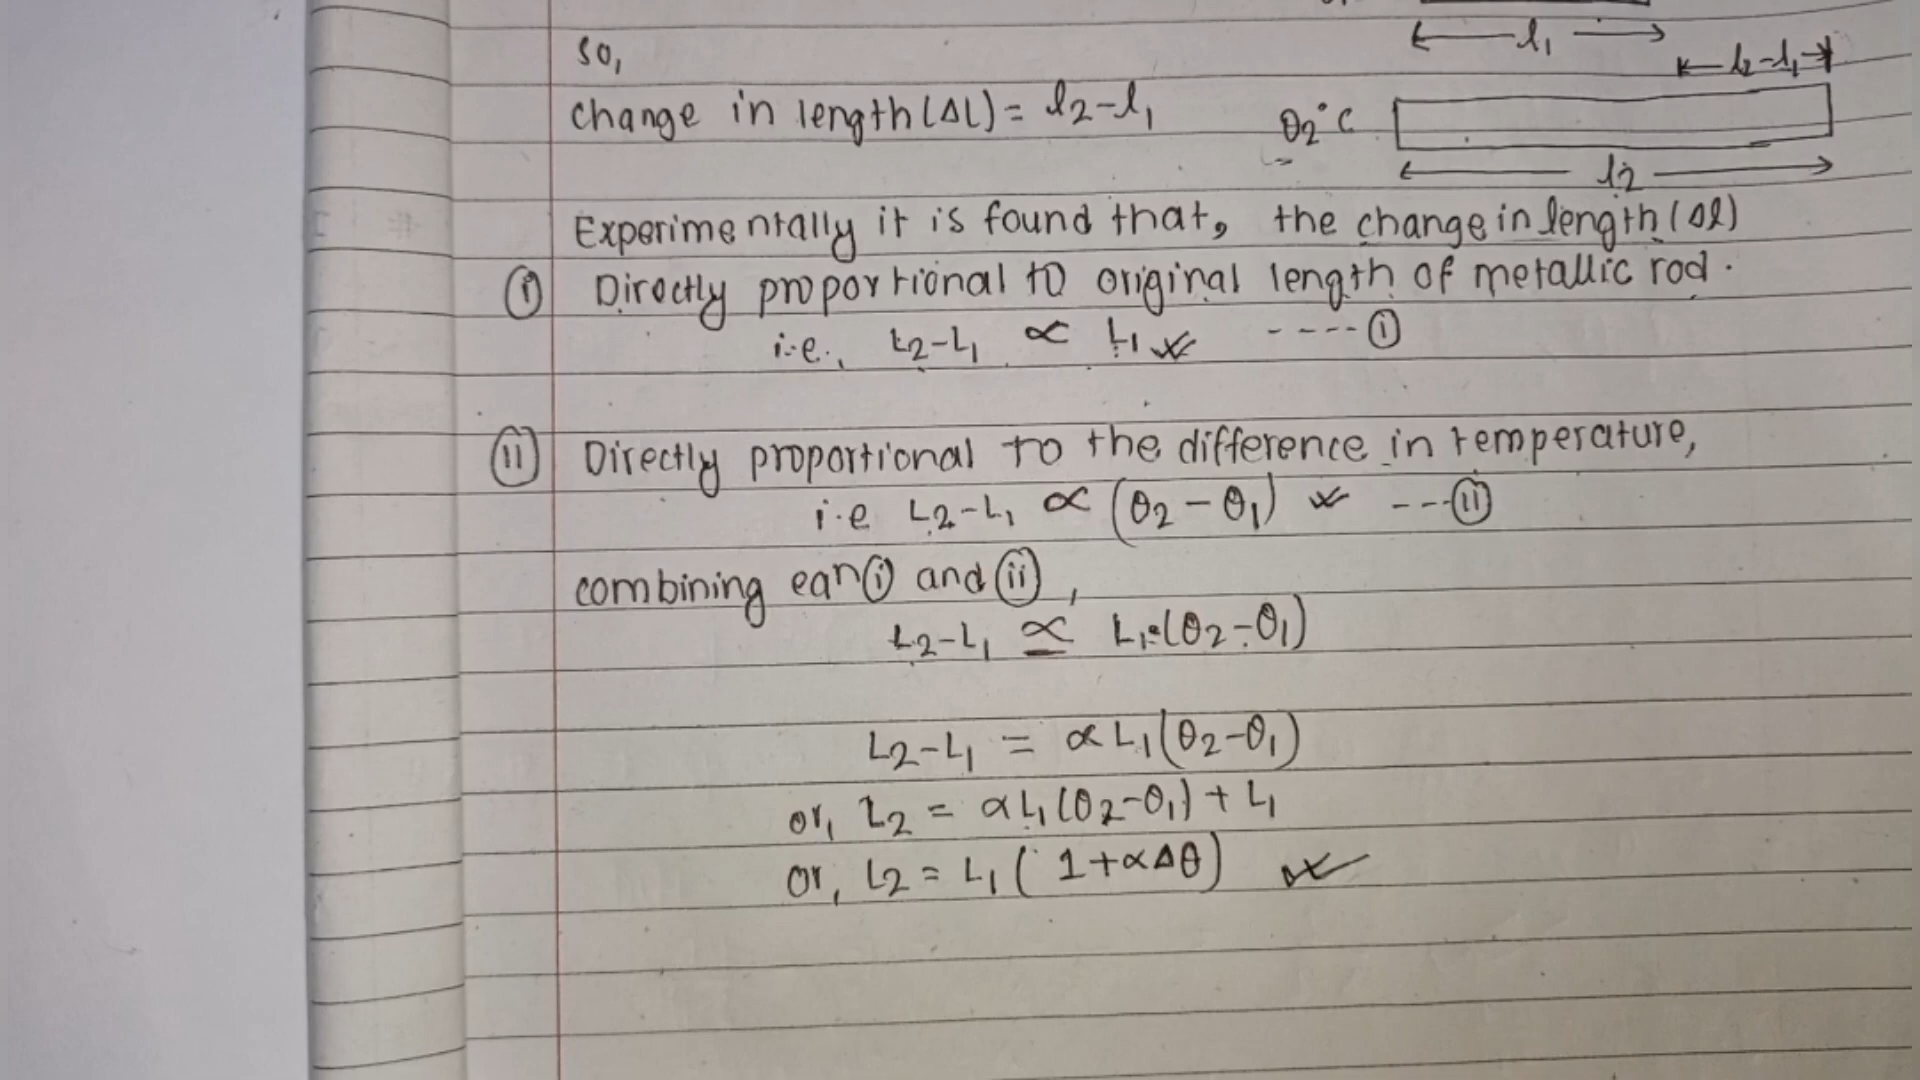 l₁
so,
l₂-l₁
change in length (Δl) = l₂-l₁
θ₂°C
l₂
Experimentally it is found that, the change in length (Δl)
(i) Directly proportional to original length of metallic rod.
i.e., L₂-L₁ ∝ L₁ ----(i)
(ii) Directly proportional to the difference in temperature,
i.e L₂-L₁ ∝ (θ₂-θ₁) ---(ii)
combining eqn (i) and (ii),
L₂-L₁ ∝ L₁.(θ₂-θ₁)
L₂-L₁ = αL₁(θ₂-θ₁)
or, L₂ = αL₁(θ₂-θ₁)+L₁
or, L₂ = L₁(1+αΔθ)